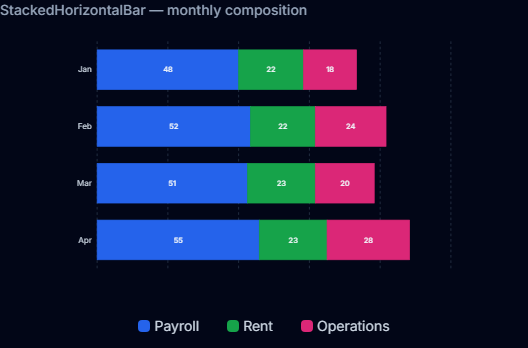 StackedHorizontalBar — monthly composition
Jan 48 22 18
Feb 52 22 24
Mar 51 23 20
Apr 55 23 28
Payroll Rent Operations